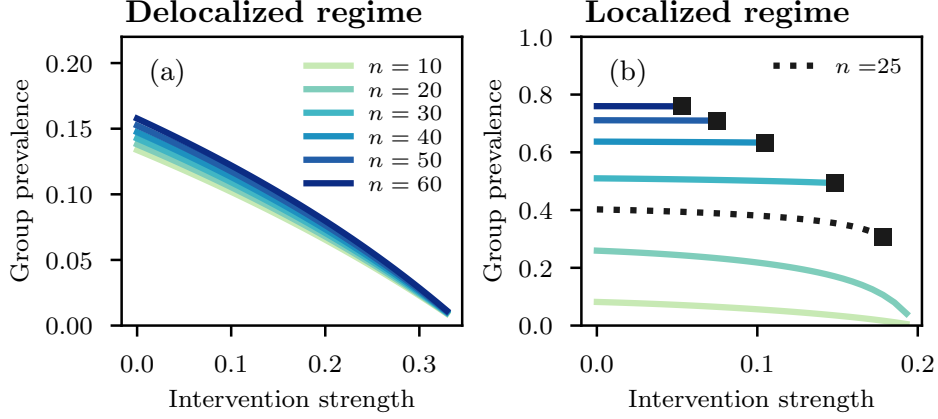 Delocalized regime
(a)
n = 10
n = 20
n = 30
n = 40
n = 50
n = 60
Group prevalence
0.20
0.15
0.10
0.05
0.00
0.0 0.1 0.2 0.3
Intervention strength
Localized regime
(b)
n =25
Group prevalence
1.0
0.8
0.6
0.4
0.2
0.0
0.0 0.1 0.2
Intervention strength